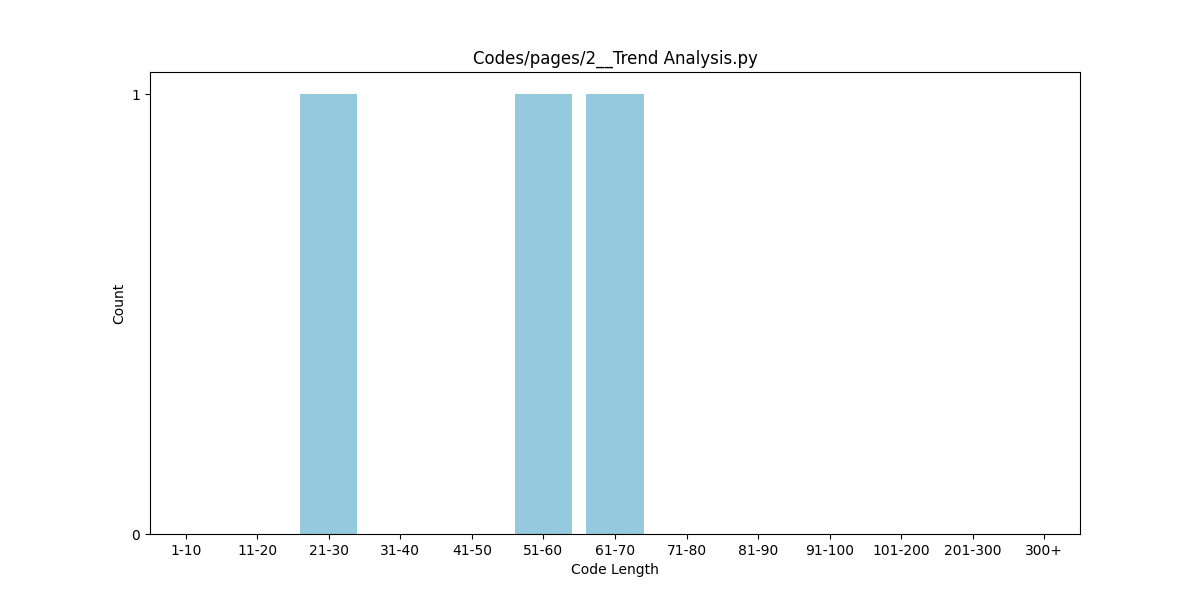 Codes/pages/2__Trend Analysis.py
1
0
Count
1-10 11-20 21-30 31-40 41-50 51-60 61-70 71-80 81-90 91-100 101-200 201-300 300+
Code Length